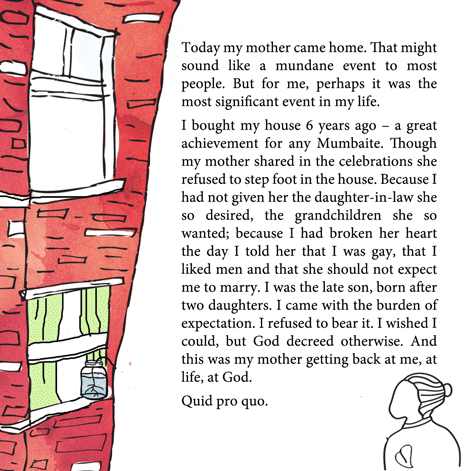 Today my mother came home. That might
sound like a mundane event to most
people. But for me, perhaps it was the
most significant event in my life.
I bought my house 6 years ago – a great
achievement for any Mumbaite. Though
my mother shared in the celebrations she
refused to step foot in the house. Because I
had not given her the daughter-in-law she
so desired, the grandchildren she so
wanted; because I had broken her heart
the day I told her that I was gay, that I
liked men and that she should not expect
me to marry. I was the late son, born after
two daughters. I came with the burden of
expectation. I refused to bear it. I wished I
could, but God decreed otherwise. And
this was my mother getting back at me, at
life, at God.
Quid pro quo.